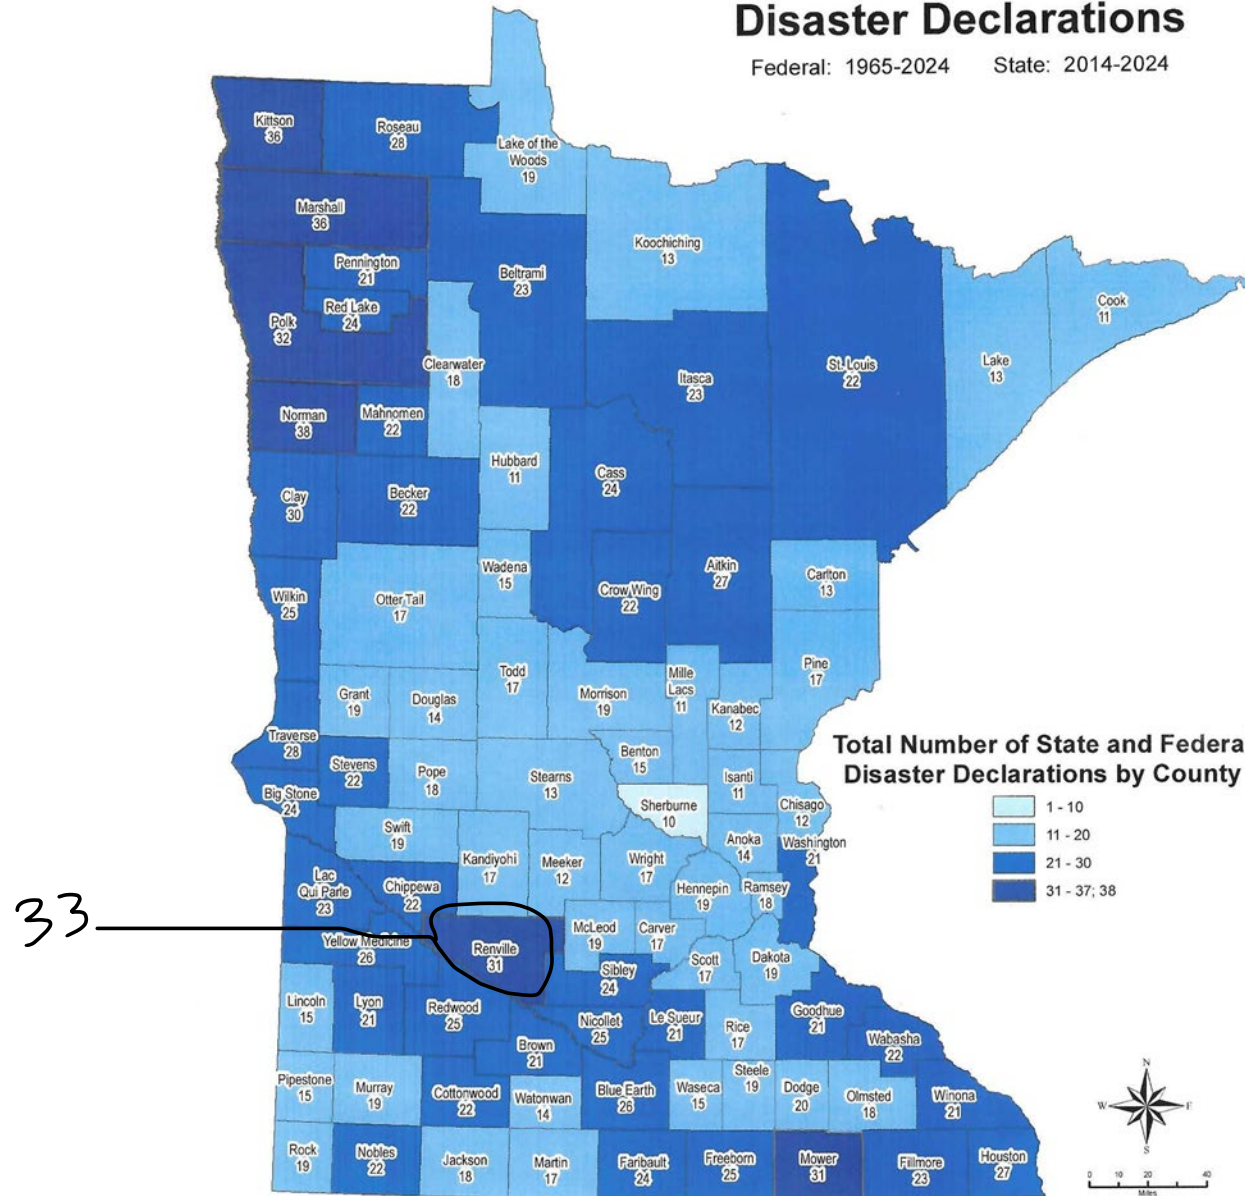 Disaster Declarations
Federal: 1965-2024 State: 2014-2024
Kittson
36
Roseau
28
Lake of the
Woods
19
Marshall
36
Koochiching
13
Pennington
21
Beltrami
23
Red Lake
24
Polk
32
Cook
11
Clearwater
18
Itasca
23
St. Louis
22
Lake
13
Norman
38
Mahnomen
22
Hubbard
11
Cass
24
Clay
30
Becker
22
Wadena
15
Aitkin
27
Carlton
13
Wilkin
25
Otter Tail
17
Crow Wing
22
Todd
17
Mille
Lacs
11
Pine
17
Grant
19
Douglas
14
Morrison
19
Kanabec
12
Traverse
28
Stevens
22
Pope
18
Stearns
13
Benton
15
Isanti
11
Total Number of State and Federa
Disaster Declarations by County
Big Stone
24
Sherburne
10
Chisago
12
1 - 10
11 - 20
21 - 30
31 - 37; 38
Swift
19
Anoka
14
Washington
21
Kandiyohi
17
Meeker
12
Wright
17
Lac
Qui Parle
23
Chippewa
22
Hennepin
19
Ramsey
18
33
Yellow Medicine
26
Renville
31
McLeod
19
Carver
17
Scott
17
Dakota
19
Sibley
24
Lincoln
15
Lyon
21
Redwood
25
Nicollet
25
Le Sueur
21
Rice
17
Goodhue
21
Wabasha
22
Brown
21
Pipestone
15
Murray
19
Cottonwood
22
Watonwan
14
Blue Earth
26
Waseca
15
Steele
19
Dodge
20
Olmsted
18
Winona
21
N
W
E
S
Rock
19
Nobles
22
Jackson
18
Martin
17
Faribault
24
Freeborn
25
Mower
31
Fillmore
23
Houston
27
0 10 20 40
Miles